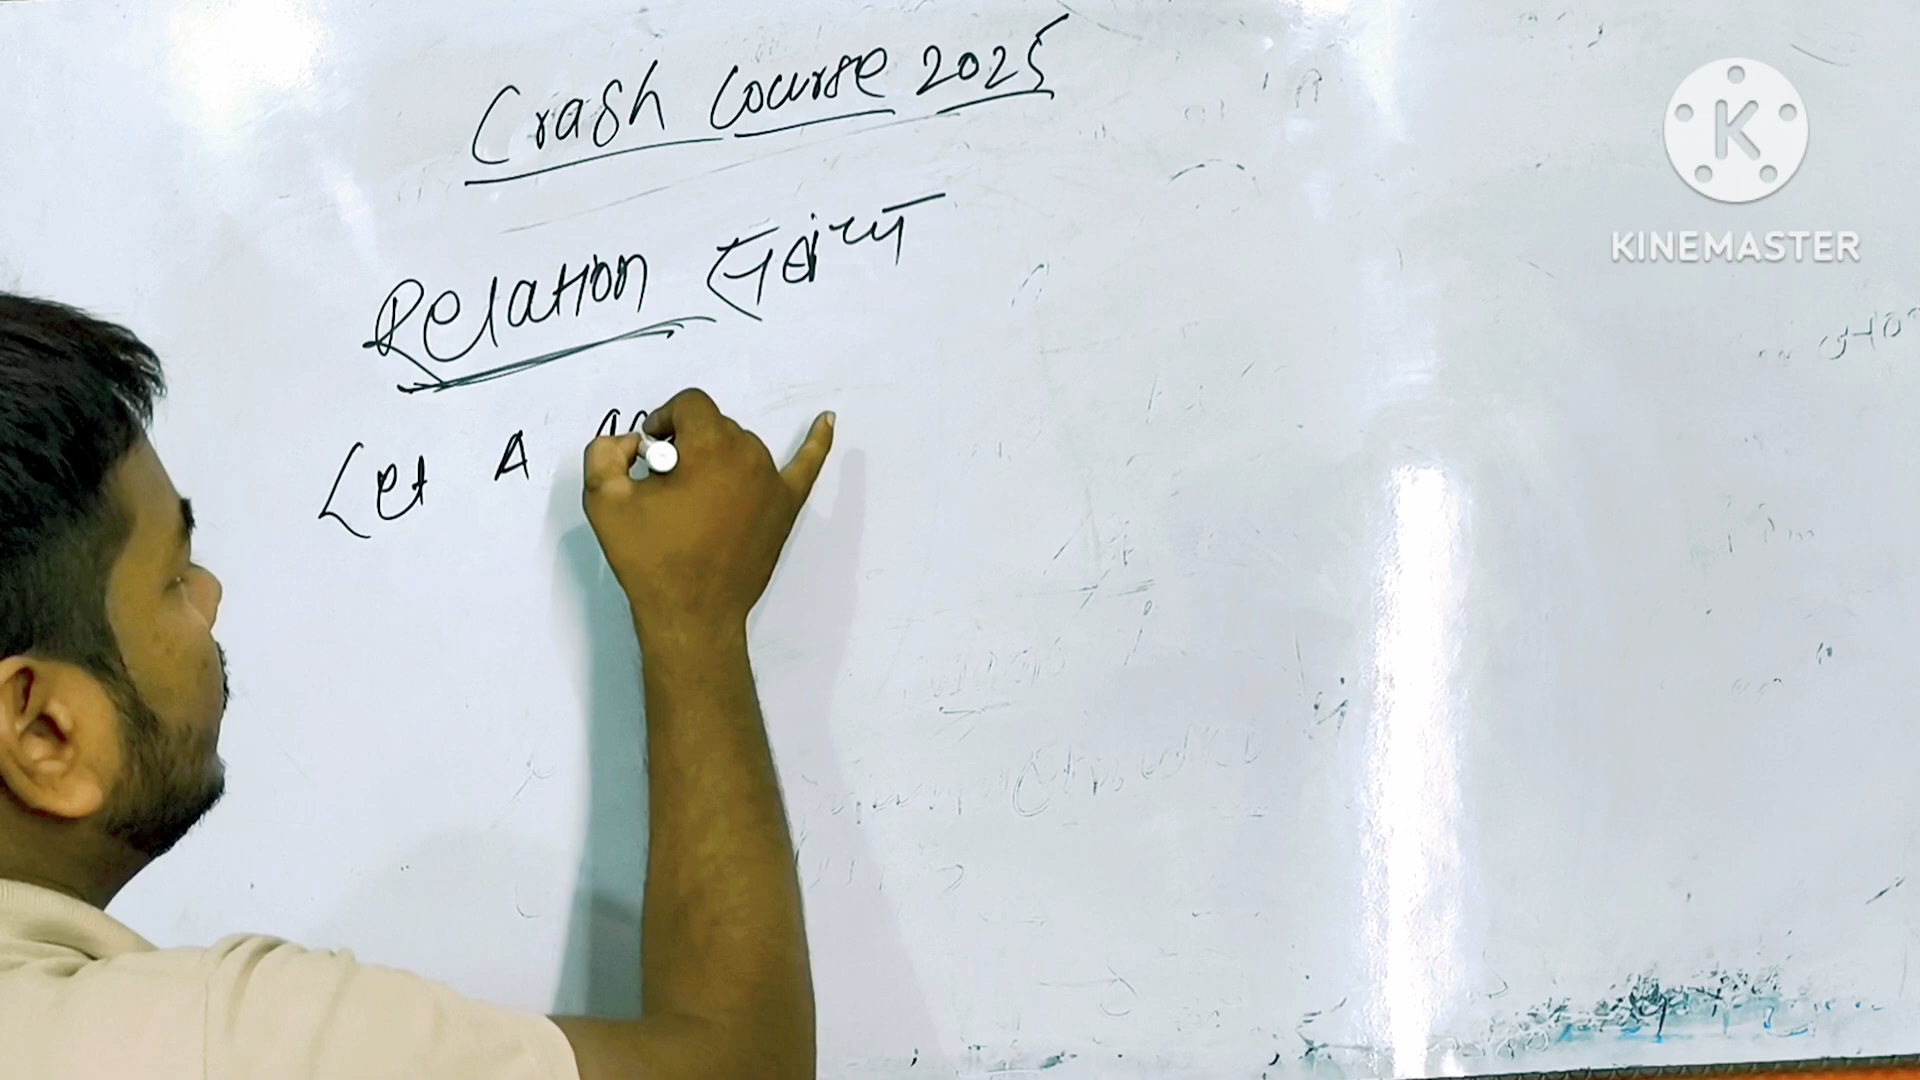 Crash Course 2025
Relation संबंध
Let A
KINEMASTER